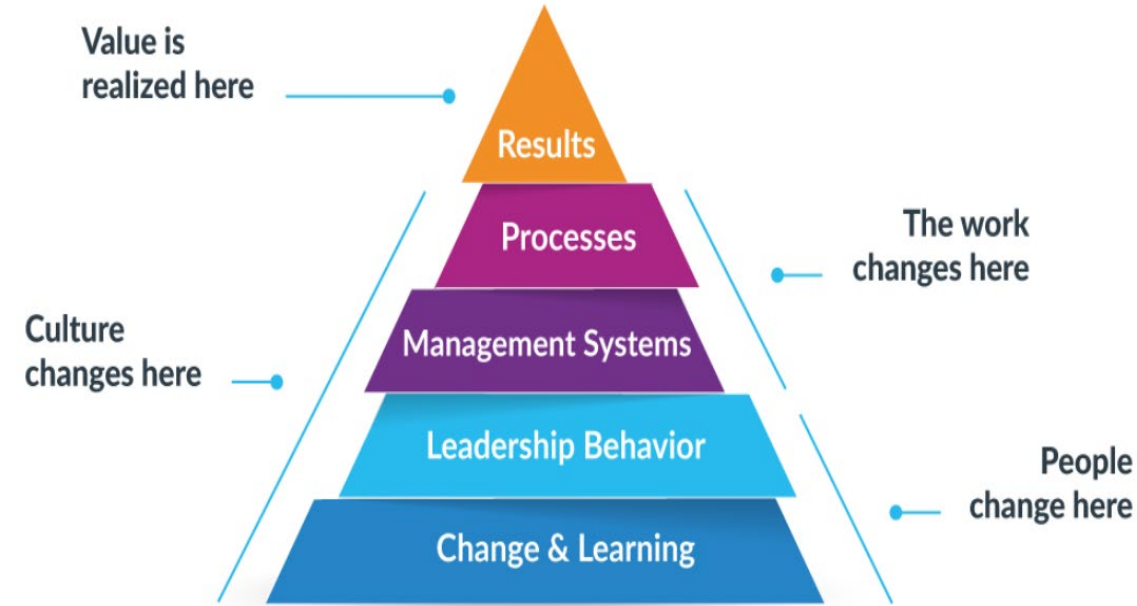 Value is
realized here
Results
Processes
The work
changes here
Culture
changes here
Management Systems
Leadership Behavior
People
change here
Change & Learning